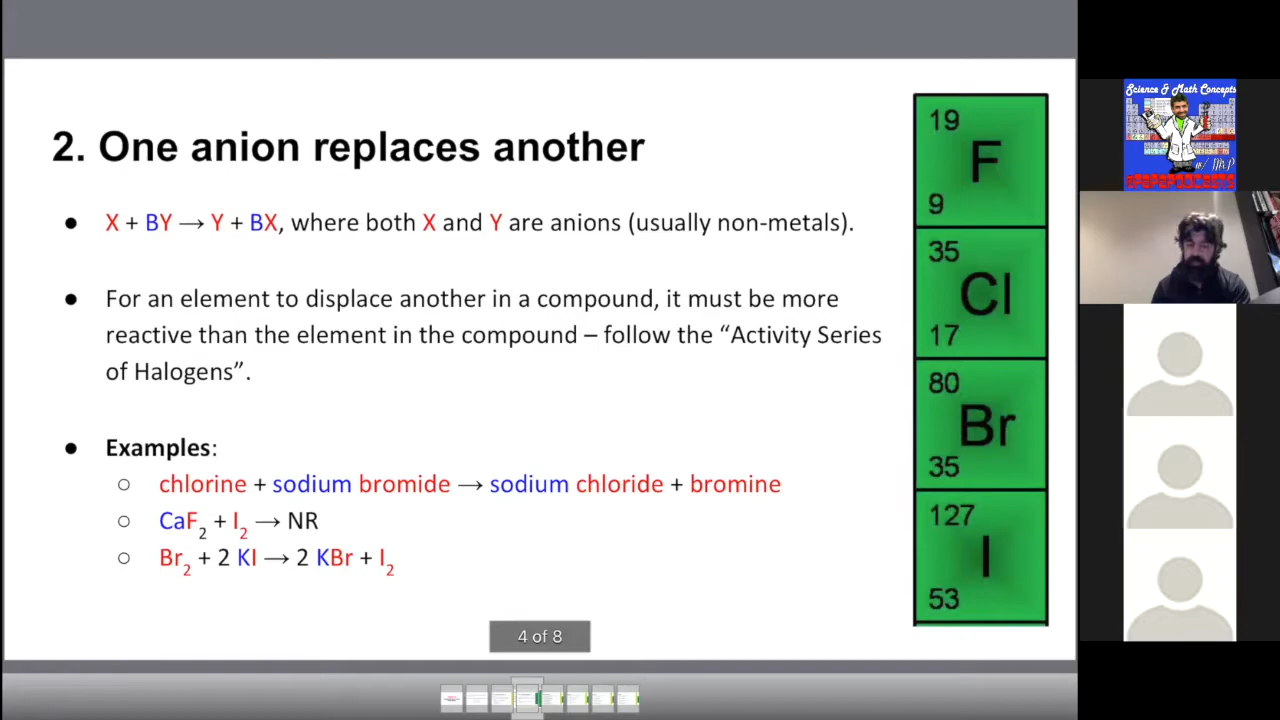 2. One anion replaces another
● X + BY → Y + BX, where both X and Y are anions (usually non-metals).
● For an element to displace another in a compound, it must be more
reactive than the element in the compound – follow the “Activity Series
of Halogens”.
● Examples:
○ chlorine + sodium bromide → sodium chloride + bromine
○ CaF₂ + I₂ → NR
○ Br₂ + 2 KI → 2 KBr + I₂
19
F
9
35
Cl
17
80
Br
35
127
I
53
4 of 8
Science & Math Concepts
w/ Mr.P